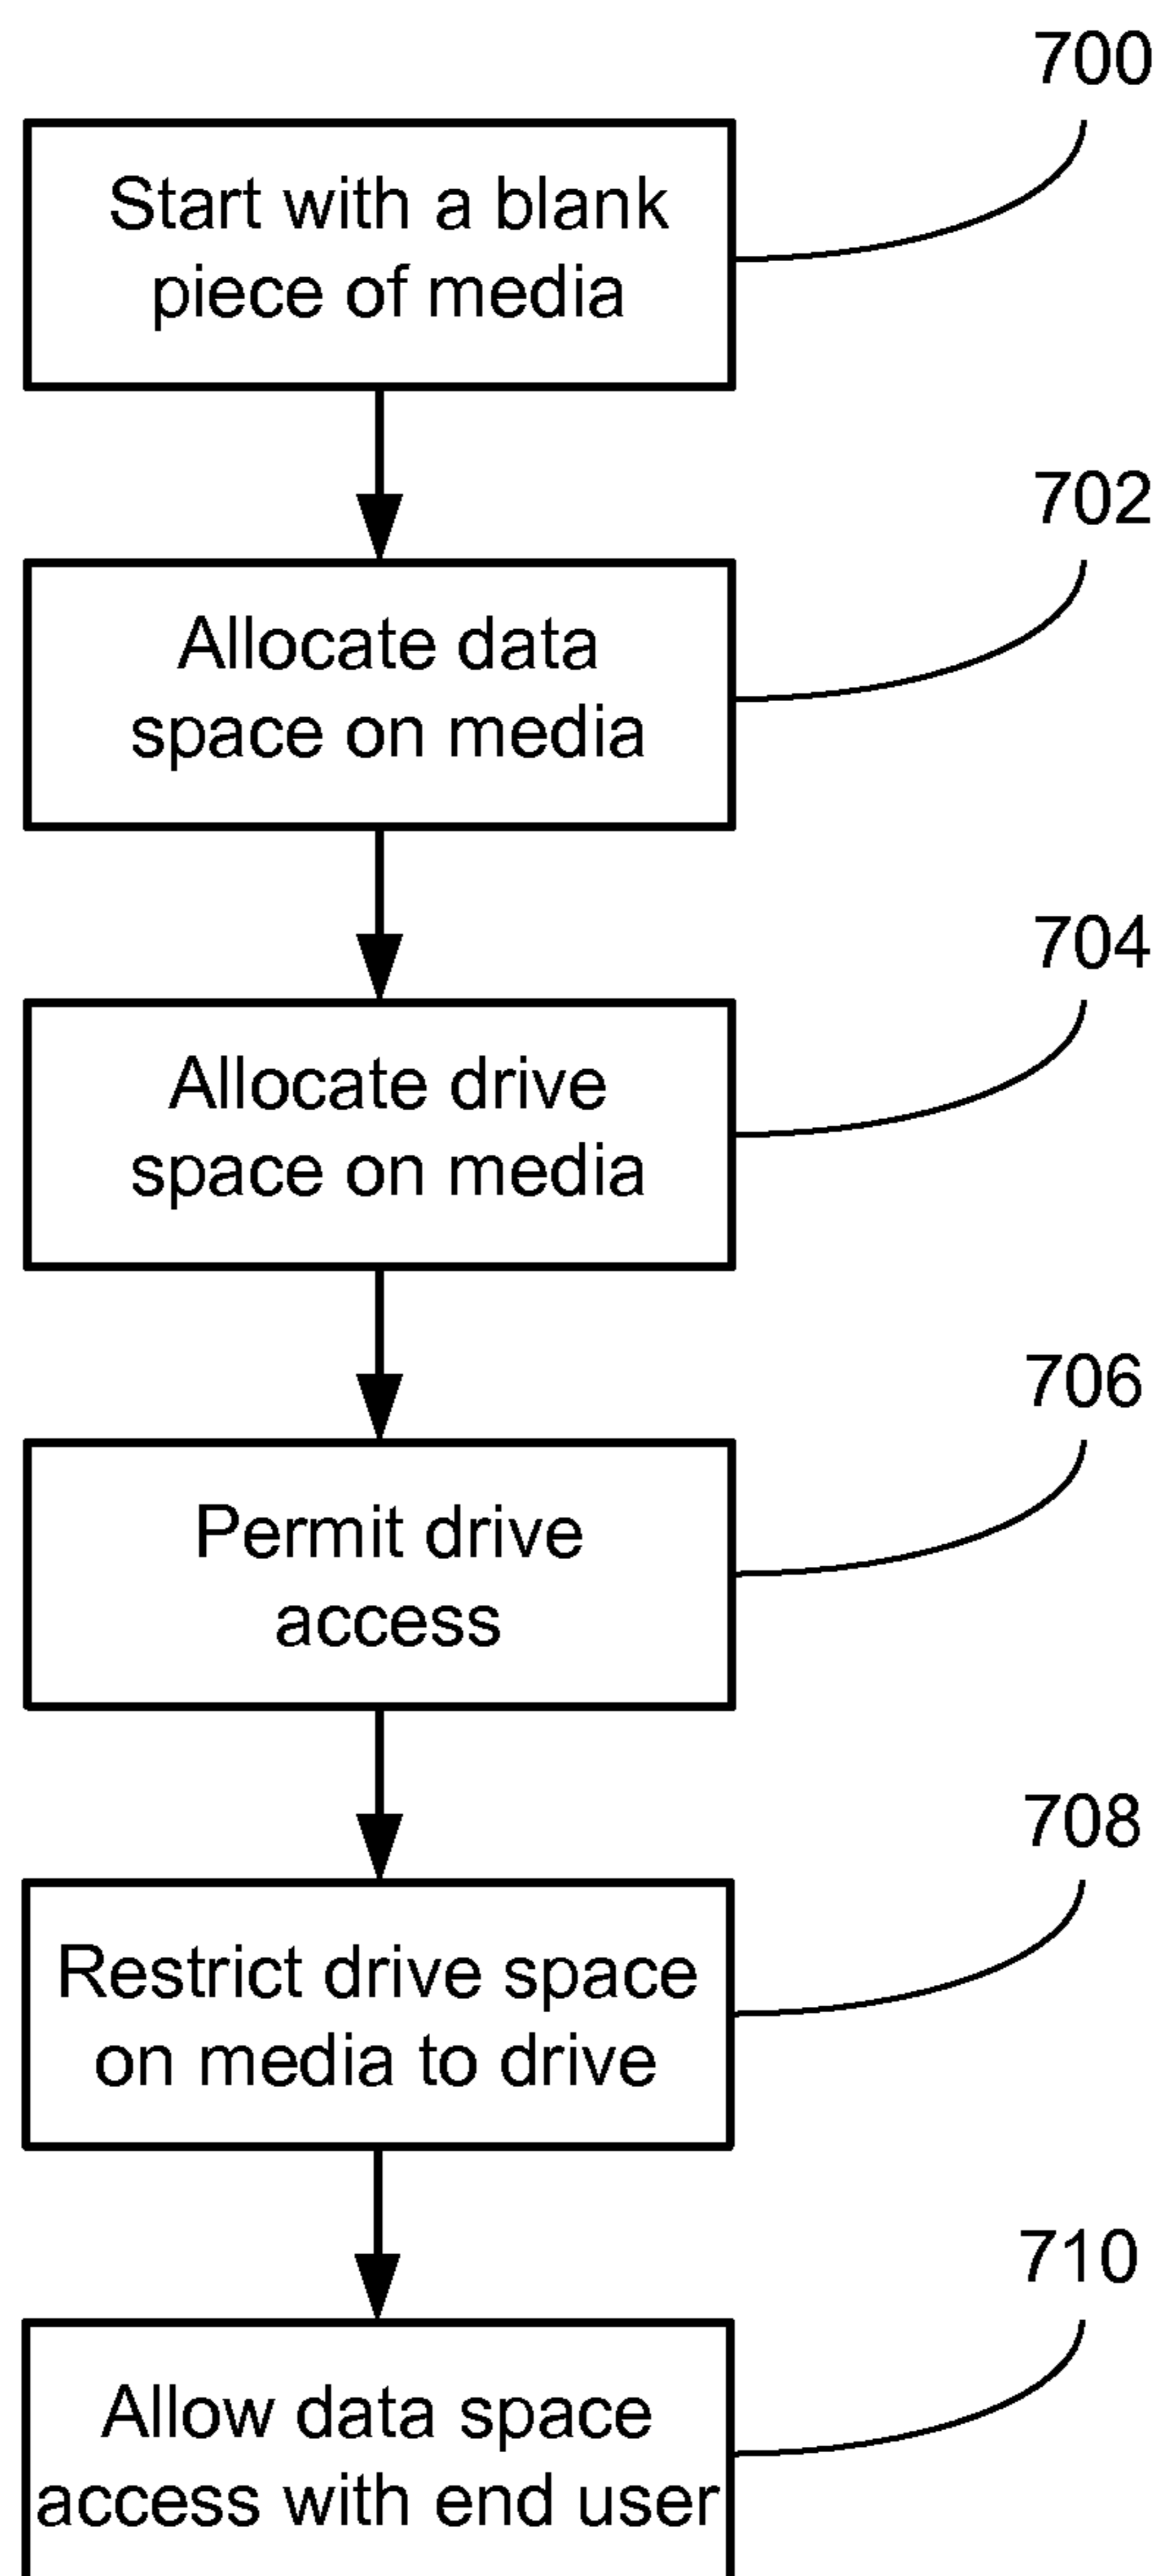 700
Start with a blank
piece of media
702
Allocate data
space on media
704
Allocate drive
space on media
706
Permit drive
access
708
Restrict drive space
on media to drive
710
Allow data space
access with end user